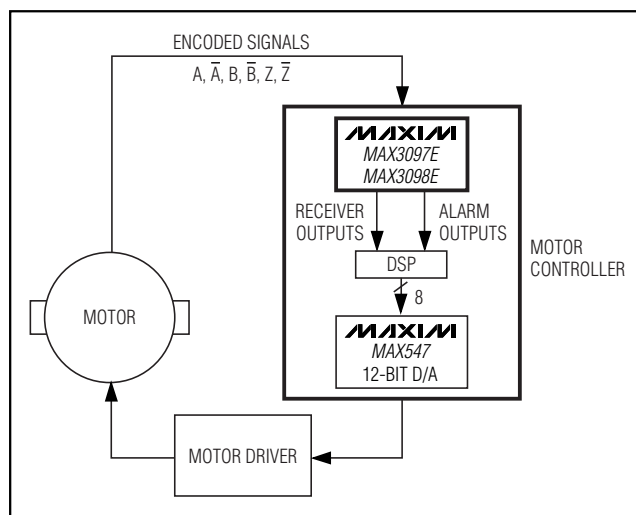 ENCODED SIGNALS
A, A̅, B, B̅, Z, Z̅
MAXIM
MAX3097E
MAX3098E
RECEIVER
OUTPUTS
ALARM
OUTPUTS
MOTOR
CONTROLLER
DSP
8
MOTOR
MAXIM
MAX547
12-BIT D/A
MOTOR DRIVER